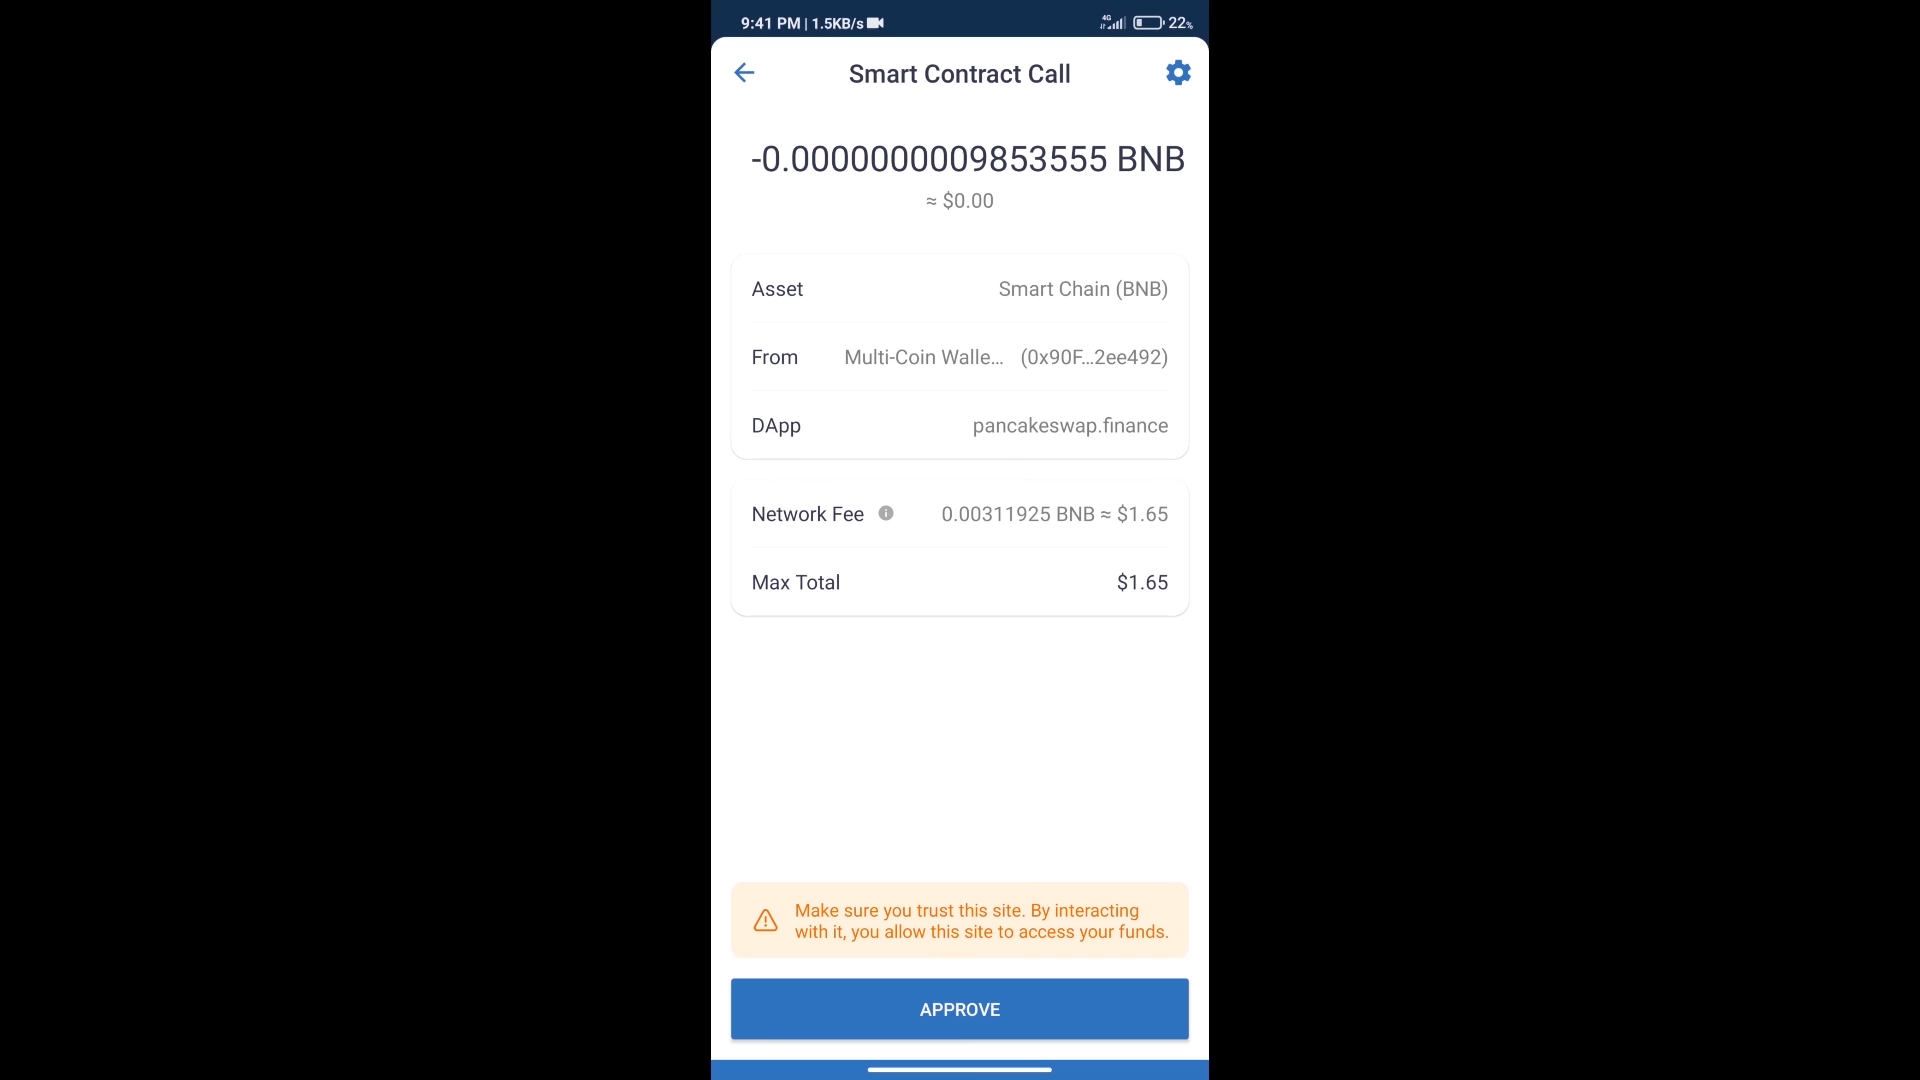 9:41 PM | 1.5KB/s 4G 22%
Smart Contract Call
-0.0000000009853555 BNB
≈ $0.00
Asset Smart Chain (BNB)
From Multi-Coin Walle... (0x90F...2ee492)
DApp pancakeswap.finance
Network Fee 0.00311925 BNB ≈ $1.65
Max Total $1.65
Make sure you trust this site. By interacting
with it, you allow this site to access your funds.
APPROVE